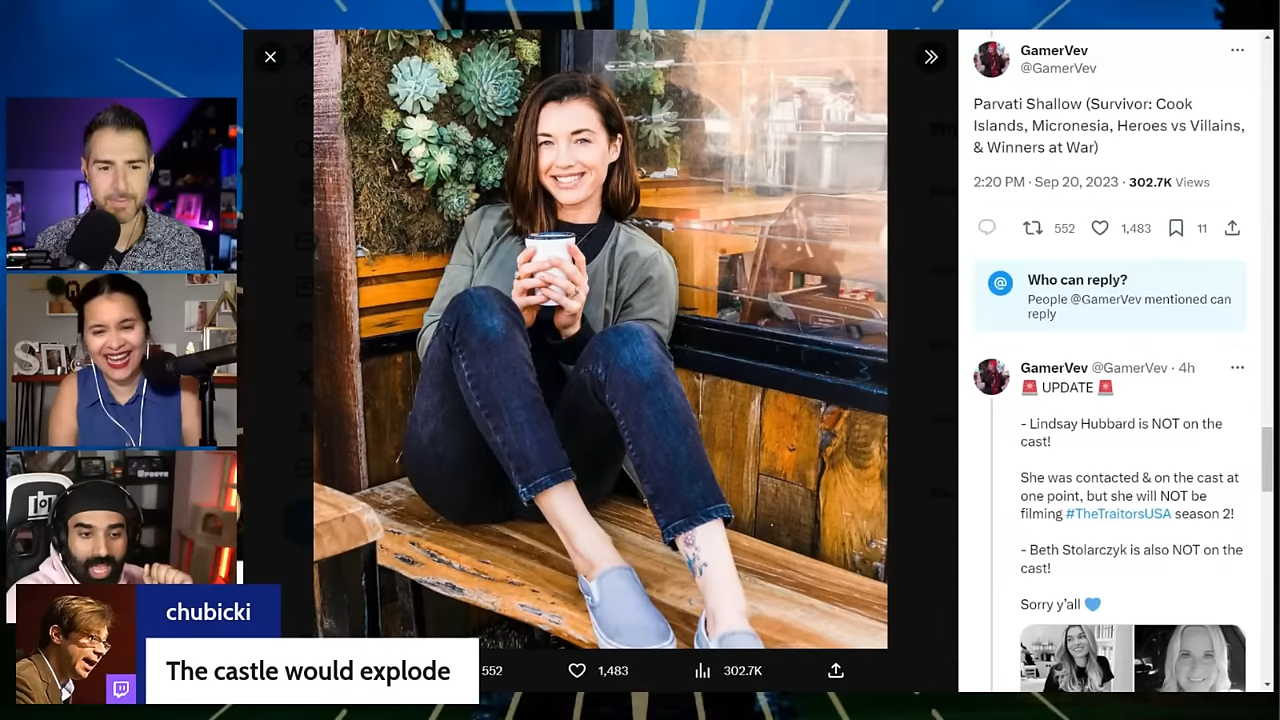 GamerVev
@GamerVev
Parvati Shallow (Survivor: Cook
Islands, Micronesia, Heroes vs Villains,
& Winners at War)
2:20 PM · Sep 20, 2023 · 302.7K Views
552 1,483 11
Who can reply?
People @GamerVev mentioned can
reply
GamerVev @GamerVev · 4h
🚨 UPDATE 🚨
- Lindsay Hubbard is NOT on the
cast!
She was contacted & on the cast at
one point, but she will NOT be
filming #TheTraitorsUSA season 2!
- Beth Stolarczyk is also NOT on the
cast!
Sorry y'all 💙
552 1,483 302.7K
chubicki
The castle would explode